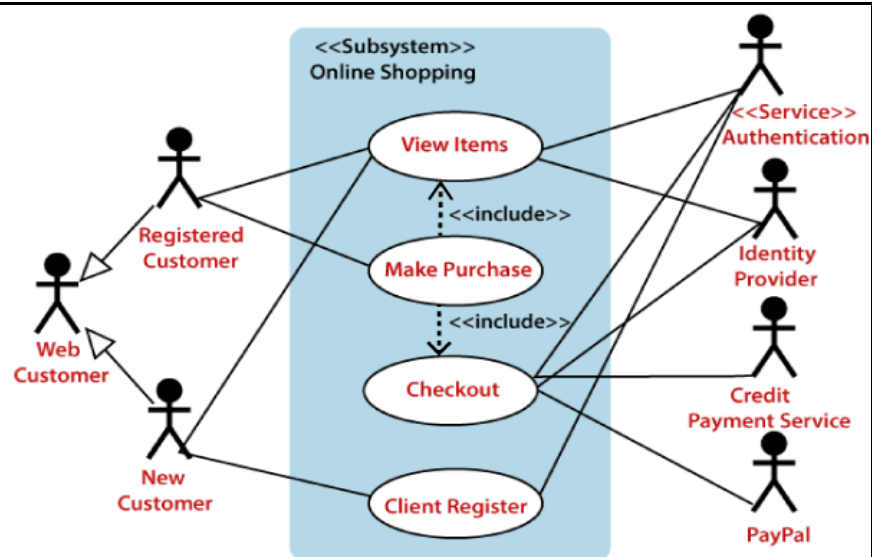 <<Subsystem>>
Online Shopping
View Items
<<include>>
Make Purchase
<<include>>
Checkout
Client Register
Registered
Customer
Web
Customer
New
Customer
<<Service>>
Authentication
Identity
Provider
Credit
Payment Service
PayPal